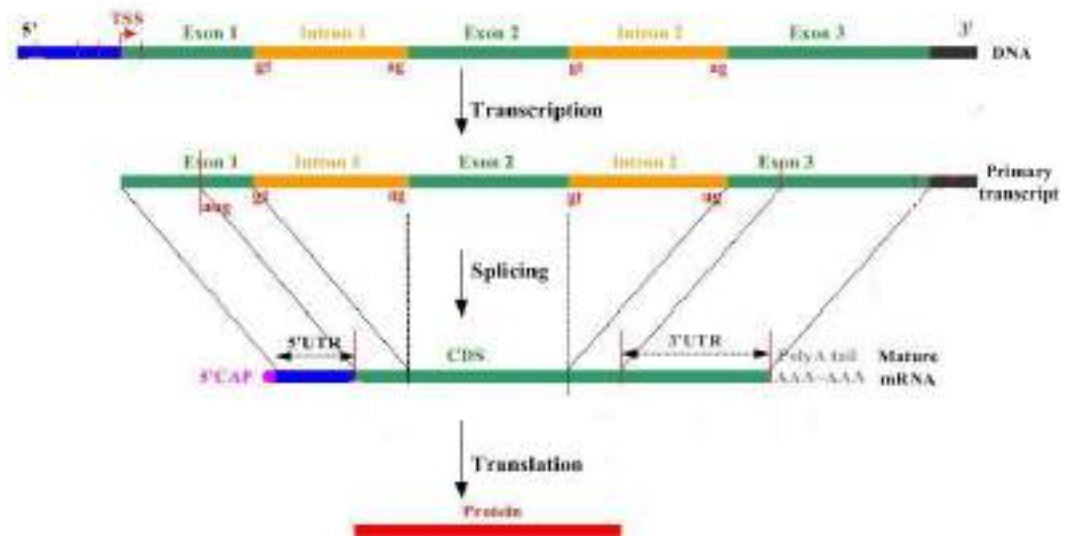 5' TSS Exon 1 Intron 1 Exon 2 Intron 2 Exon 3 3'
DNA
gt ag gt ag
Transcription
Exon 1 Intron 1 Exon 2 Intron 2 Exon 3
Primary
transcript
aug gt ag gt ag
Splicing
5'UTR CDS 3'UTR
PolyA tail Mature
5'CAP AAA~AAA mRNA
Translation
Protein